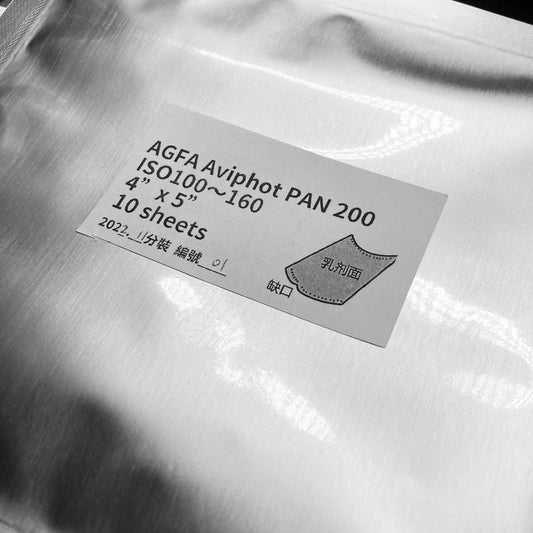 AGFA Aviphot PAN 200
ISO100～160
4” x 5”
10 sheets
2022.11分裝 編號 01
乳剂面
缺口